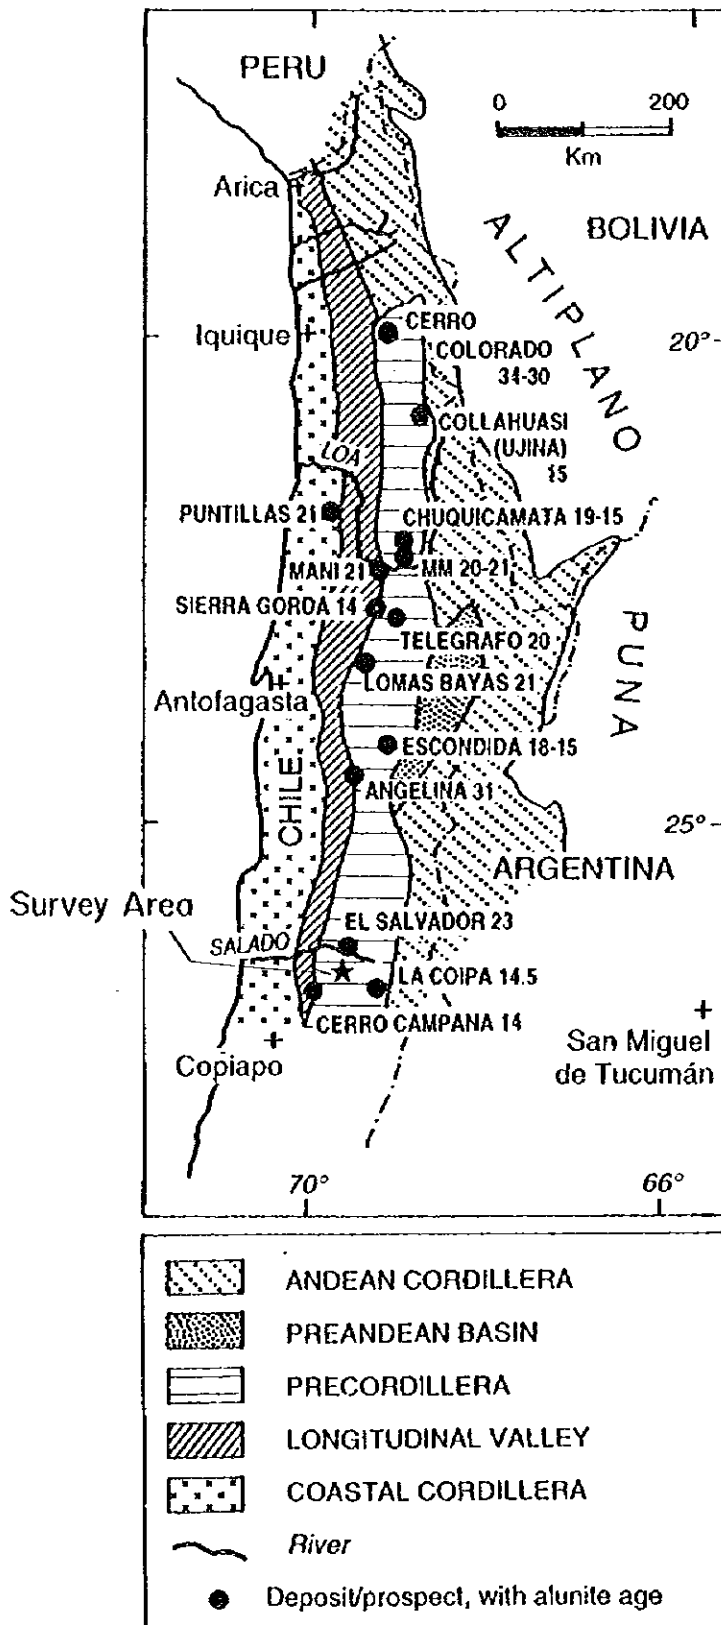 PERU
0 200
Km
Arica
BOLIVIA
ALTIPLANO
CERRO
COLORADO
34-30
Iquique
20°
COLLAHUASI
(UJINA)
15
LOA
PUNTILLAS 21
CHUQUICAMATA 19-15
MANI 21
MM 20-21
SIERRA GORDA 14
TELEGRAFO 20
PUNA
LOMAS BAYAS 21
Antofagasta
ESCONDIDA 18-15
CHILE
ANGELINA 31
25°
ARGENTINA
Survey Area
EL SALVADOR 23
SALADO
LA COIPA 14.5
CERRO CAMPANA 14
San Miguel
de Tucumán
Copiapo
70° 66°
ANDEAN CORDILLERA
PREANDEAN BASIN
PRECORDILLERA
LONGITUDINAL VALLEY
COASTAL CORDILLERA
River
Deposit/prospect, with alunite age